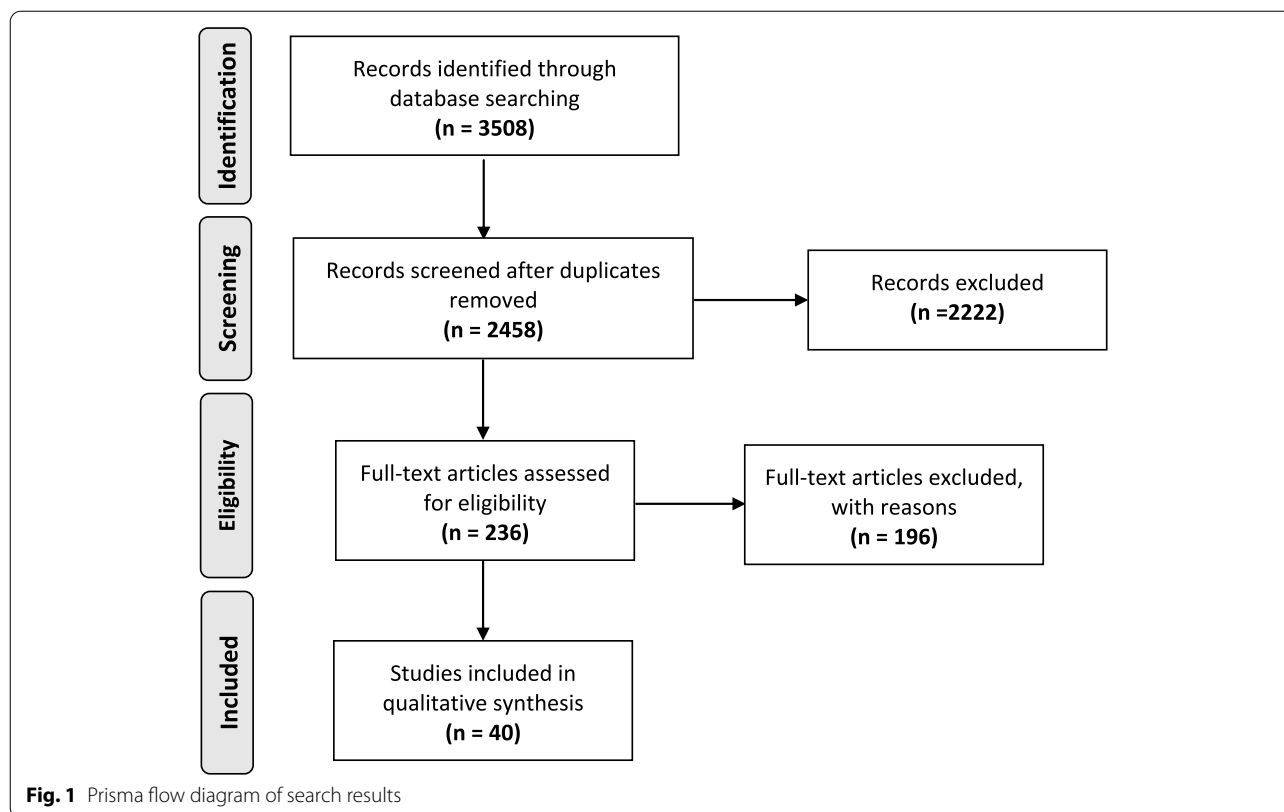 Identification
Records identified through
database searching
(n = 3508)
Screening
Records screened after duplicates
removed
(n = 2458)
Records excluded
(n =2222)
Eligibility
Full-text articles assessed
for eligibility
(n = 236)
Full-text articles excluded,
with reasons
(n = 196)
Included
Studies included in
qualitative synthesis
(n = 40)
Fig. 1 Prisma flow diagram of search results